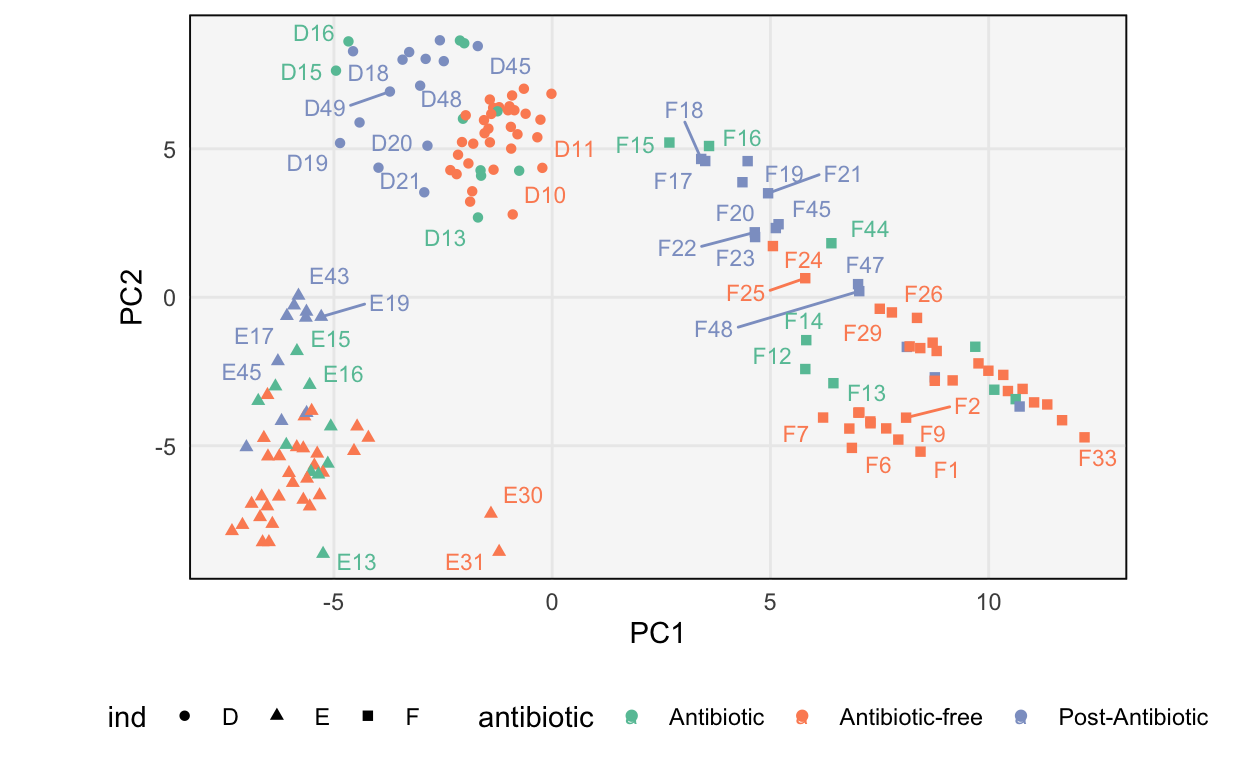 D16
D45
D15
D18
D49
D48
F18
D20
F15
F16
D19
D11
D21
F17
F19
F21
D10
F20
F45
D13
F44
F22
F23
F24
F47
E43
F25
F26
E19
F14
F48
F29
E17
E15
F12
E45
E16
F13
F2
F7
F9
F6
F1
F33
E30
E13
E31
5
0
-5
PC2
-5
0
5
10
PC1
ind D E F antibiotic a Antibiotic a Antibiotic-free a Post-Antibiotic